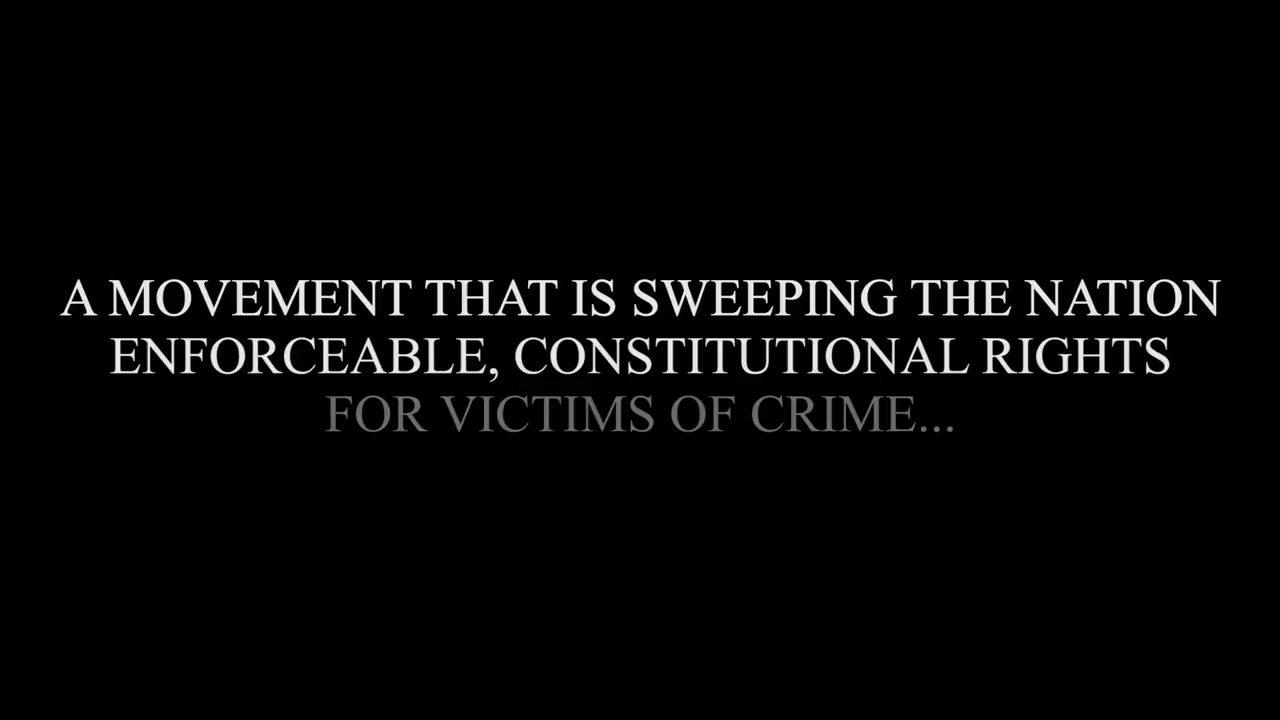 A MOVEMENT THAT IS SWEEPING THE NATION
ENFORCEABLE, CONSTITUTIONAL RIGHTS
FOR VICTIMS OF CRIME...